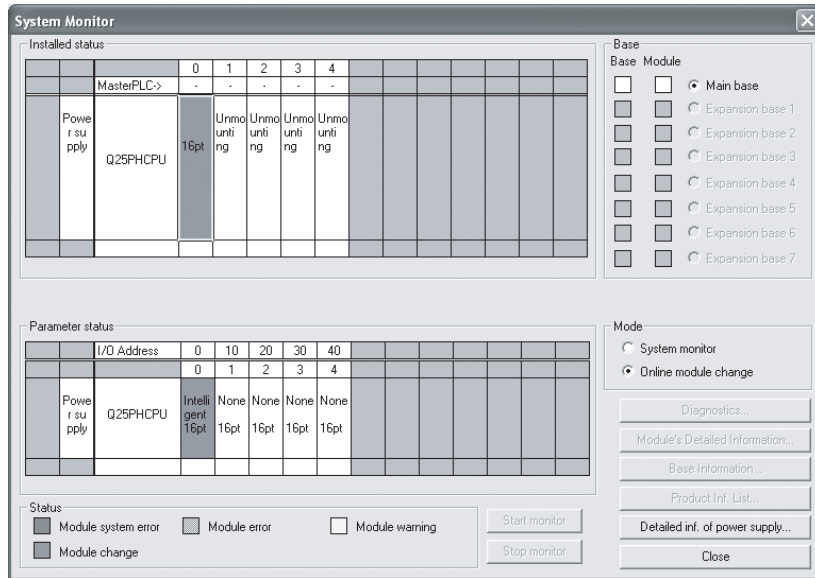 System Monitor
Installed status
0 1 2 3 4
MasterPLC-> - - - - -
Powe
r su
pply
Q25PHCPU
16pt
Unmo
unti
ng
Unmo
unti
ng
Unmo
unti
ng
Unmo
unti
ng
Base
Base Module
Main base
Expansion base 1
Expansion base 2
Expansion base 3
Expansion base 4
Expansion base 5
Expansion base 6
Expansion base 7
Parameter status
I/O Address 0 10 20 30 40
0 1 2 3 4
Powe
r su
pply
Q25PHCPU
Intelli
gent
16pt
None
16pt
None
16pt
None
16pt
None
16pt
Mode
System monitor
Online module change
Diagnostics...
Module's Detailed Information...
Base Information...
Product Inf. List...
Detailed inf. of power supply...
Close
Status
Module system error Module error Module warning
Module change
Start monitor
Stop monitor